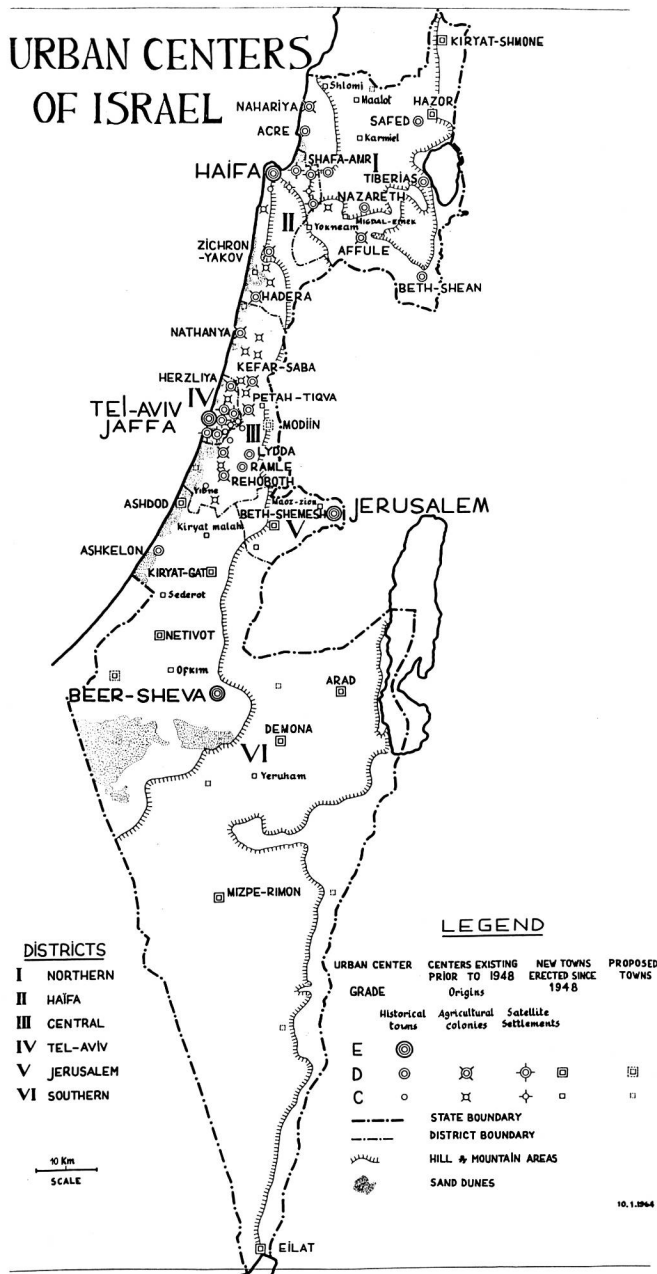 URBAN CENTERS
OF ISRAEL
KIRYAT-SHMONE
Shlomi
Maalot
HAZOR
NAHARIYA
SAFED
ACRE
Karmiel
SHAFA-AMR
I
HAÏFA
TIBERIAS
NAZARETH
II
Yokneam
MIGDAL-EMEK
AFFULE
ZICHRON
-YAKOV
BETH-SHEAN
HADERA
NATHANYA
KEFAR-SABA
HERZLIYA
IV
PETAH-TIQVA
TEL-AVIV
JAFFA
MODIIN
III
LYDDA
RAMLE
REHOBOTH
Yibne
ASHDOD
Maoz-zion
JERUSALEM
BETH-SHEMESH
V
Kiryat malahi
ASHKELON
KIRYAT-GAT
Sederot
NETIVOT
Ofkim
ARAD
BEER-SHEVA
DEMONA
VI
Yeruham
MIZPE-RIMON
EILAT
DISTRICTS
I NORTHERN
II HAÏFA
III CENTRAL
IV TEL-AVIV
V JERUSALEM
VI SOUTHERN
10 Km
SCALE
LEGEND
URBAN CENTER CENTERS EXISTING NEW TOWNS PROPOSED
PRIOR TO 1948 ERECTED SINCE TOWNS
GRADE Origins 1948
Historical Agricultural Satellite
towns colonies Settlements
E
D
C
STATE BOUNDARY
DISTRICT BOUNDARY
HILL & MOUNTAIN AREAS
SAND DUNES
10.1.1964